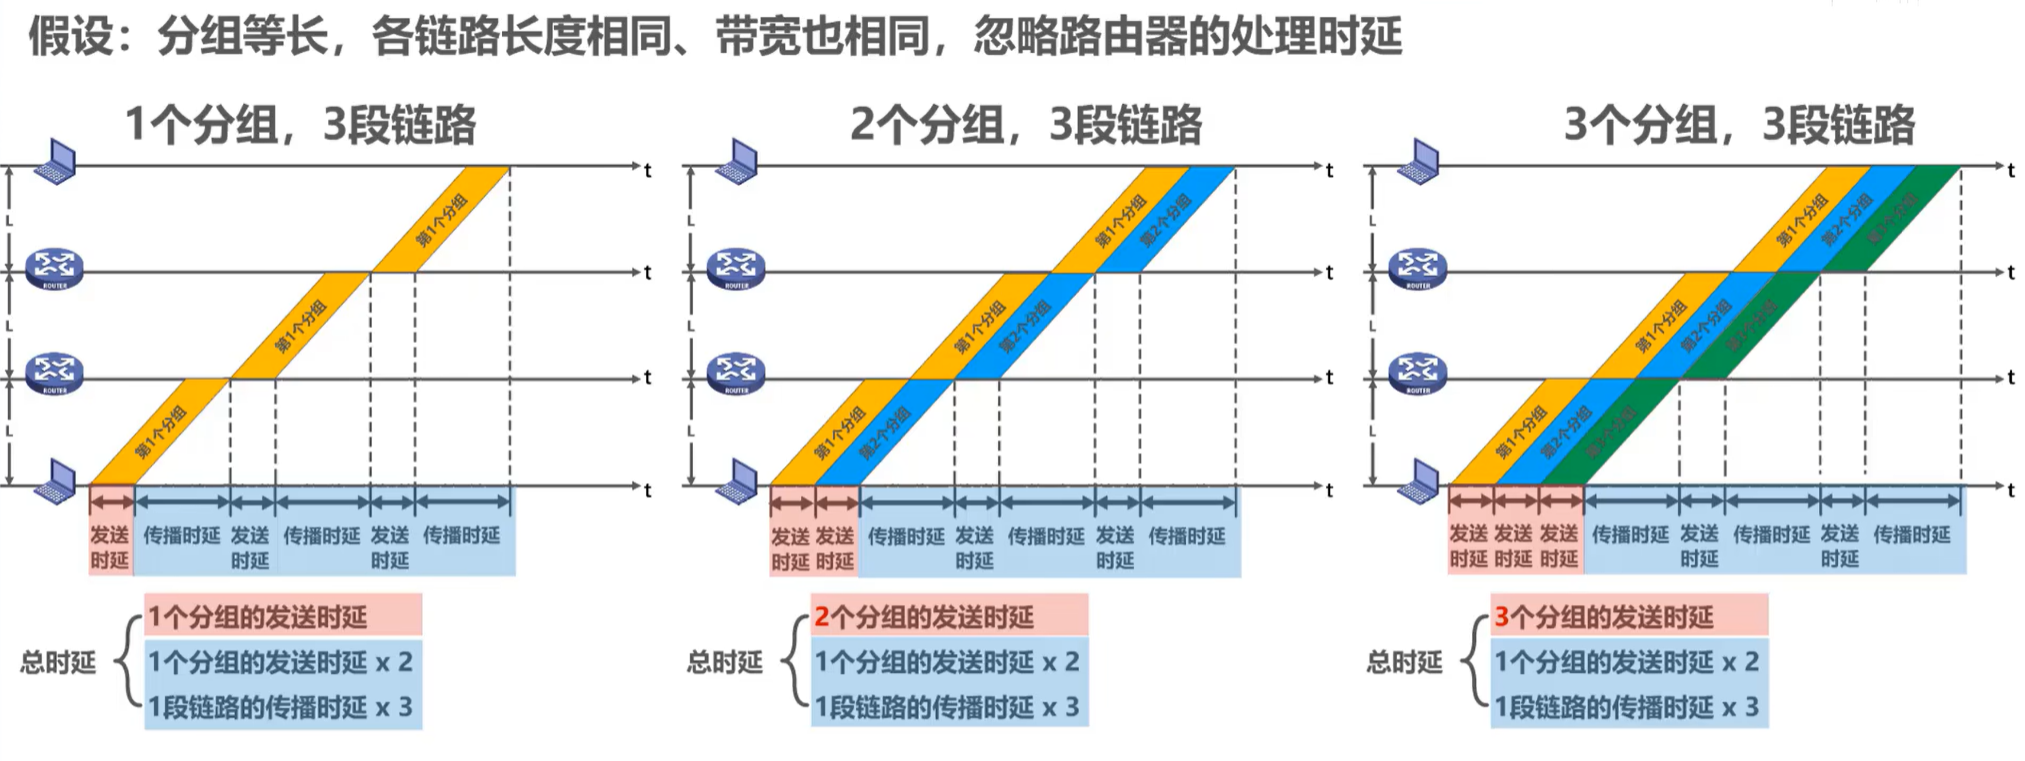 假设：分组等长，各链路长度相同、带宽也相同，忽略路由器的处理时延
1个分组，3段链路
t
第1个分组
L
ROUTER
t
第1个分组
L
ROUTER
t
第1个分组
L
t
发送时延
传播时延
发送时延
传播时延
发送时延
传播时延
总时延
1个分组的发送时延
1个分组的发送时延 x 2
1段链路的传播时延 x 3
2个分组，3段链路
t
第1个分组
第2个分组
L
ROUTER
t
第1个分组
第2个分组
L
ROUTER
t
第1个分组
第2个分组
L
t
发送时延
发送时延
传播时延
发送时延
传播时延
发送时延
传播时延
总时延
2个分组的发送时延
1个分组的发送时延 x 2
1段链路的传播时延 x 3
3个分组，3段链路
t
第1个分组
第2个分组
第3个分组
L
ROUTER
t
第1个分组
第2个分组
第3个分组
L
ROUTER
t
第1个分组
第2个分组
第3个分组
L
t
发送时延
发送时延
发送时延
传播时延
发送时延
传播时延
发送时延
传播时延
总时延
3个分组的发送时延
1个分组的发送时延 x 2
1段链路的传播时延 x 3